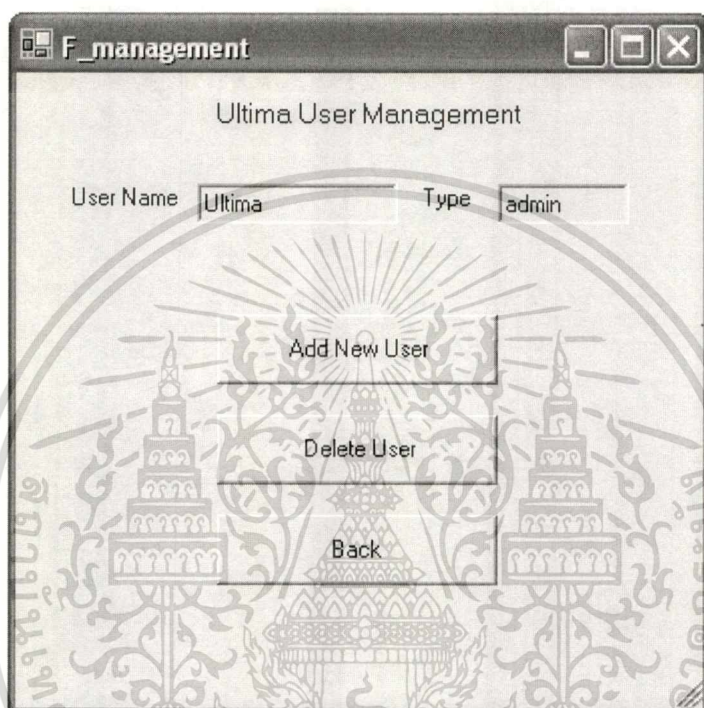 F_management
Ultima User Management
User Name Ultima Type admin
Add New User
Delete User
Back